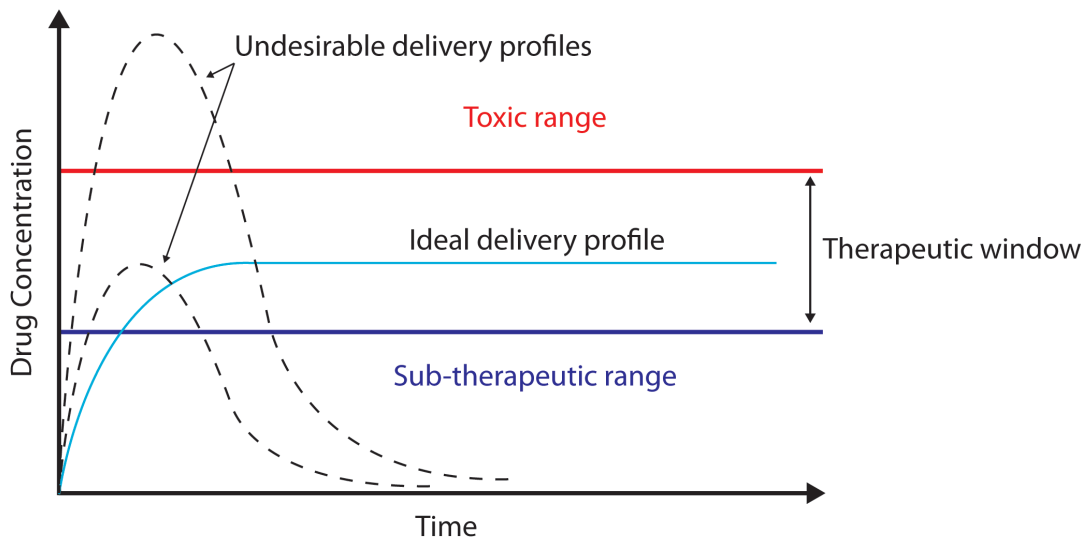 Undesirable delivery profiles
Toxic range
Drug Concentration
Ideal delivery profile
Therapeutic window
Sub-therapeutic range
Time